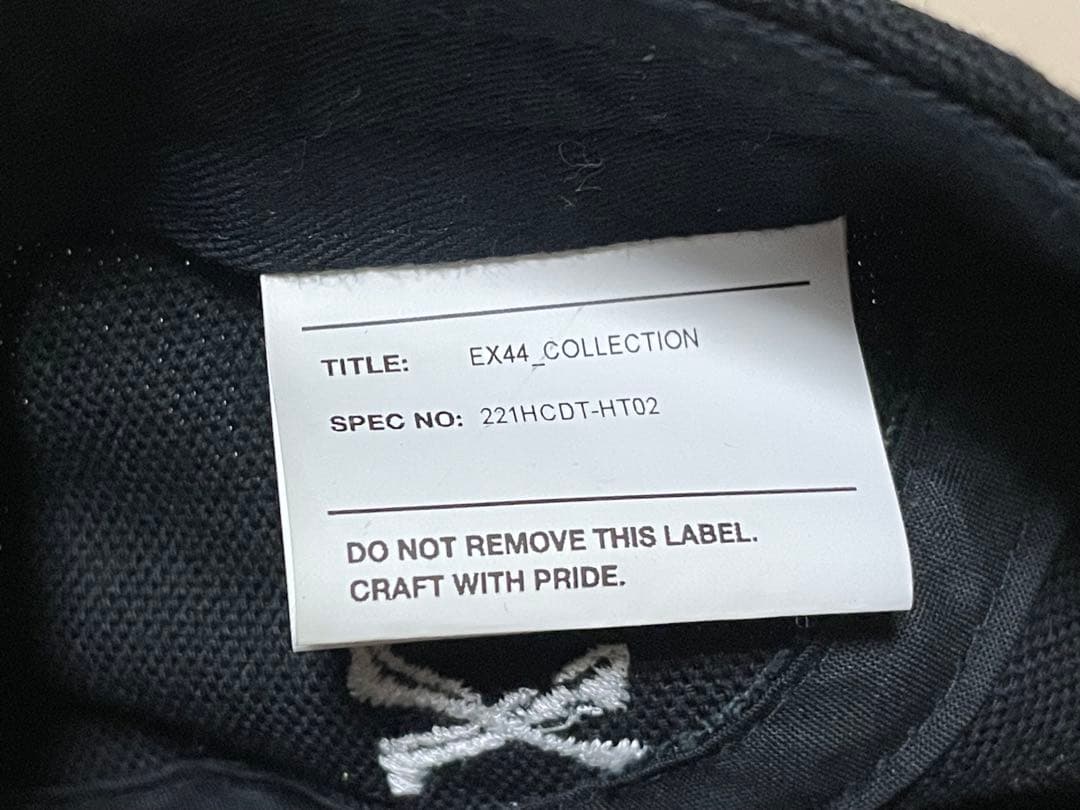 TITLE: EX44_COLLECTION
SPEC NO: 221HCDT-HT02
DO NOT REMOVE THIS LABEL.
CRAFT WITH PRIDE.